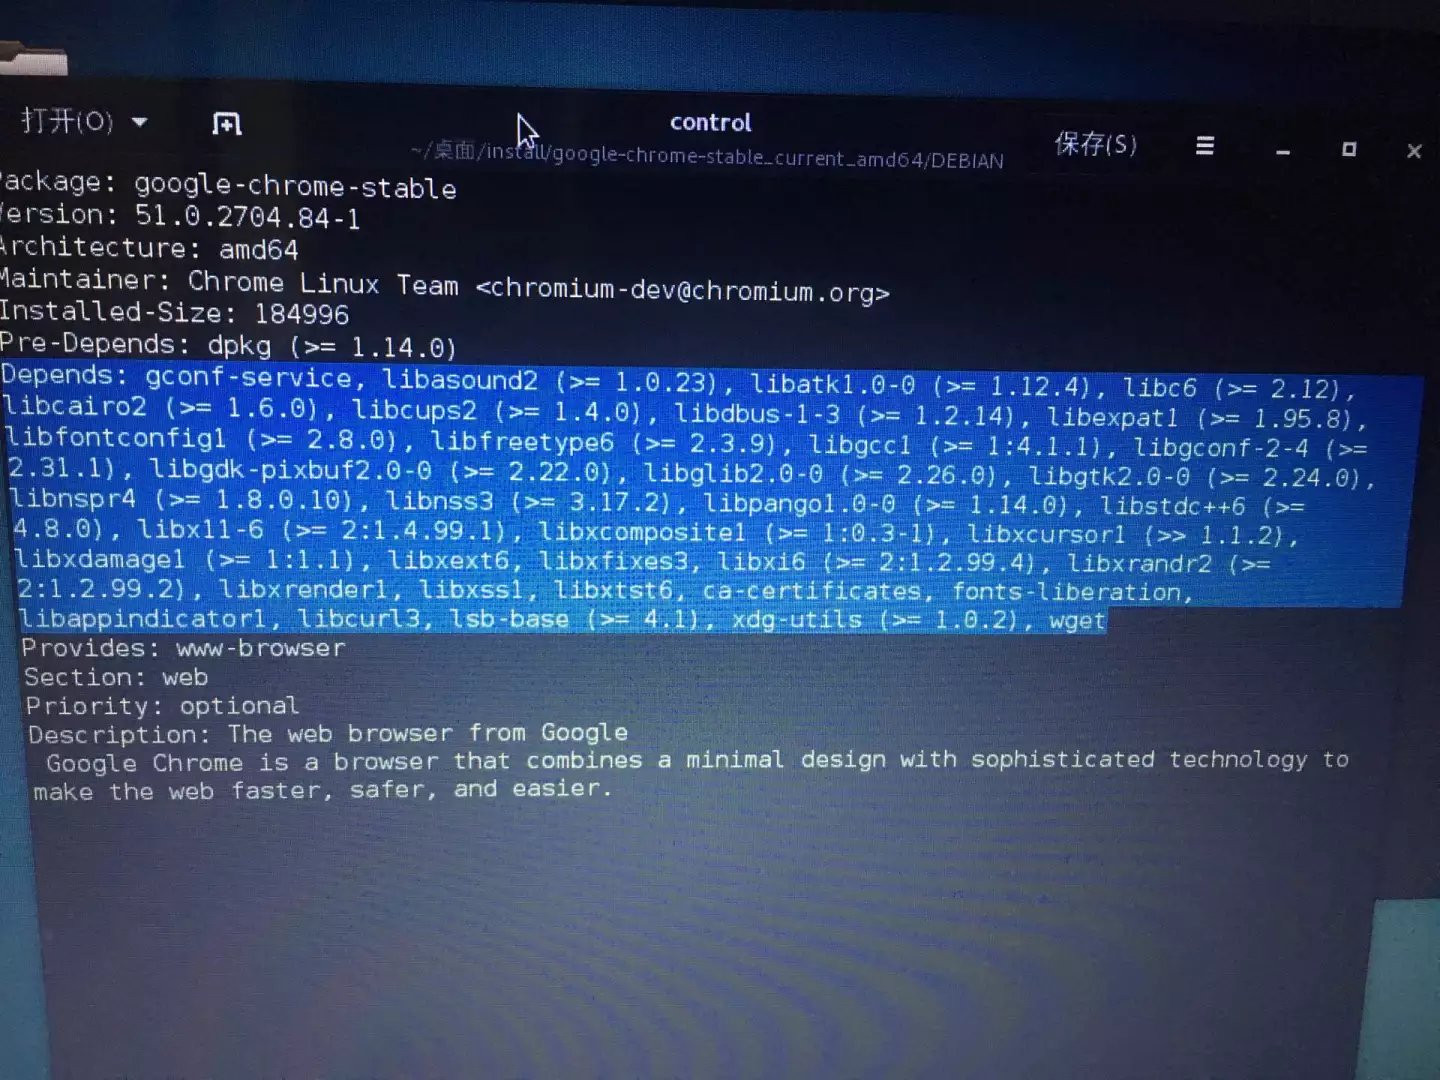 打开(O)
control
~/桌面/install/google-chrome-stable_current_amd64/DEBIAN
保存(S)
Package: google-chrome-stable
Version: 51.0.2704.84-1
Architecture: amd64
Maintainer: Chrome Linux Team <chromium-dev@chromium.org>
Installed-Size: 184996
Pre-Depends: dpkg (>= 1.14.0)
Depends: gconf-service, libasound2 (>= 1.0.23), libatk1.0-0 (>= 1.12.4), libc6 (>= 2.12),
libcairo2 (>= 1.6.0), libcups2 (>= 1.4.0), libdbus-1-3 (>= 1.2.14), libexpat1 (>= 1.95.8),
libfontconfig1 (>= 2.8.0), libfreetype6 (>= 2.3.9), libgcc1 (>= 1:4.1.1), libgconf-2-4 (>=
2.31.1), libgdk-pixbuf2.0-0 (>= 2.22.0), libglib2.0-0 (>= 2.26.0), libgtk2.0-0 (>= 2.24.0),
libnspr4 (>= 1.8.0.10), libnss3 (>= 3.17.2), libpango1.0-0 (>= 1.14.0), libstdc++6 (>=
4.8.0), libx11-6 (>= 2:1.4.99.1), libxcomposite1 (>= 1:0.3-1), libxcursor1 (>> 1.1.2),
libxdamage1 (>= 1:1.1), libxext6, libxfixes3, libxi6 (>= 2:1.2.99.4), libxrandr2 (>=
2:1.2.99.2), libxrender1, libxss1, libxtst6, ca-certificates, fonts-liberation,
libappindicator1, libcurl3, lsb-base (>= 4.1), xdg-utils (>= 1.0.2), wget
Provides: www-browser
Section: web
Priority: optional
Description: The web browser from Google
Google Chrome is a browser that combines a minimal design with sophisticated technology to
make the web faster, safer, and easier.